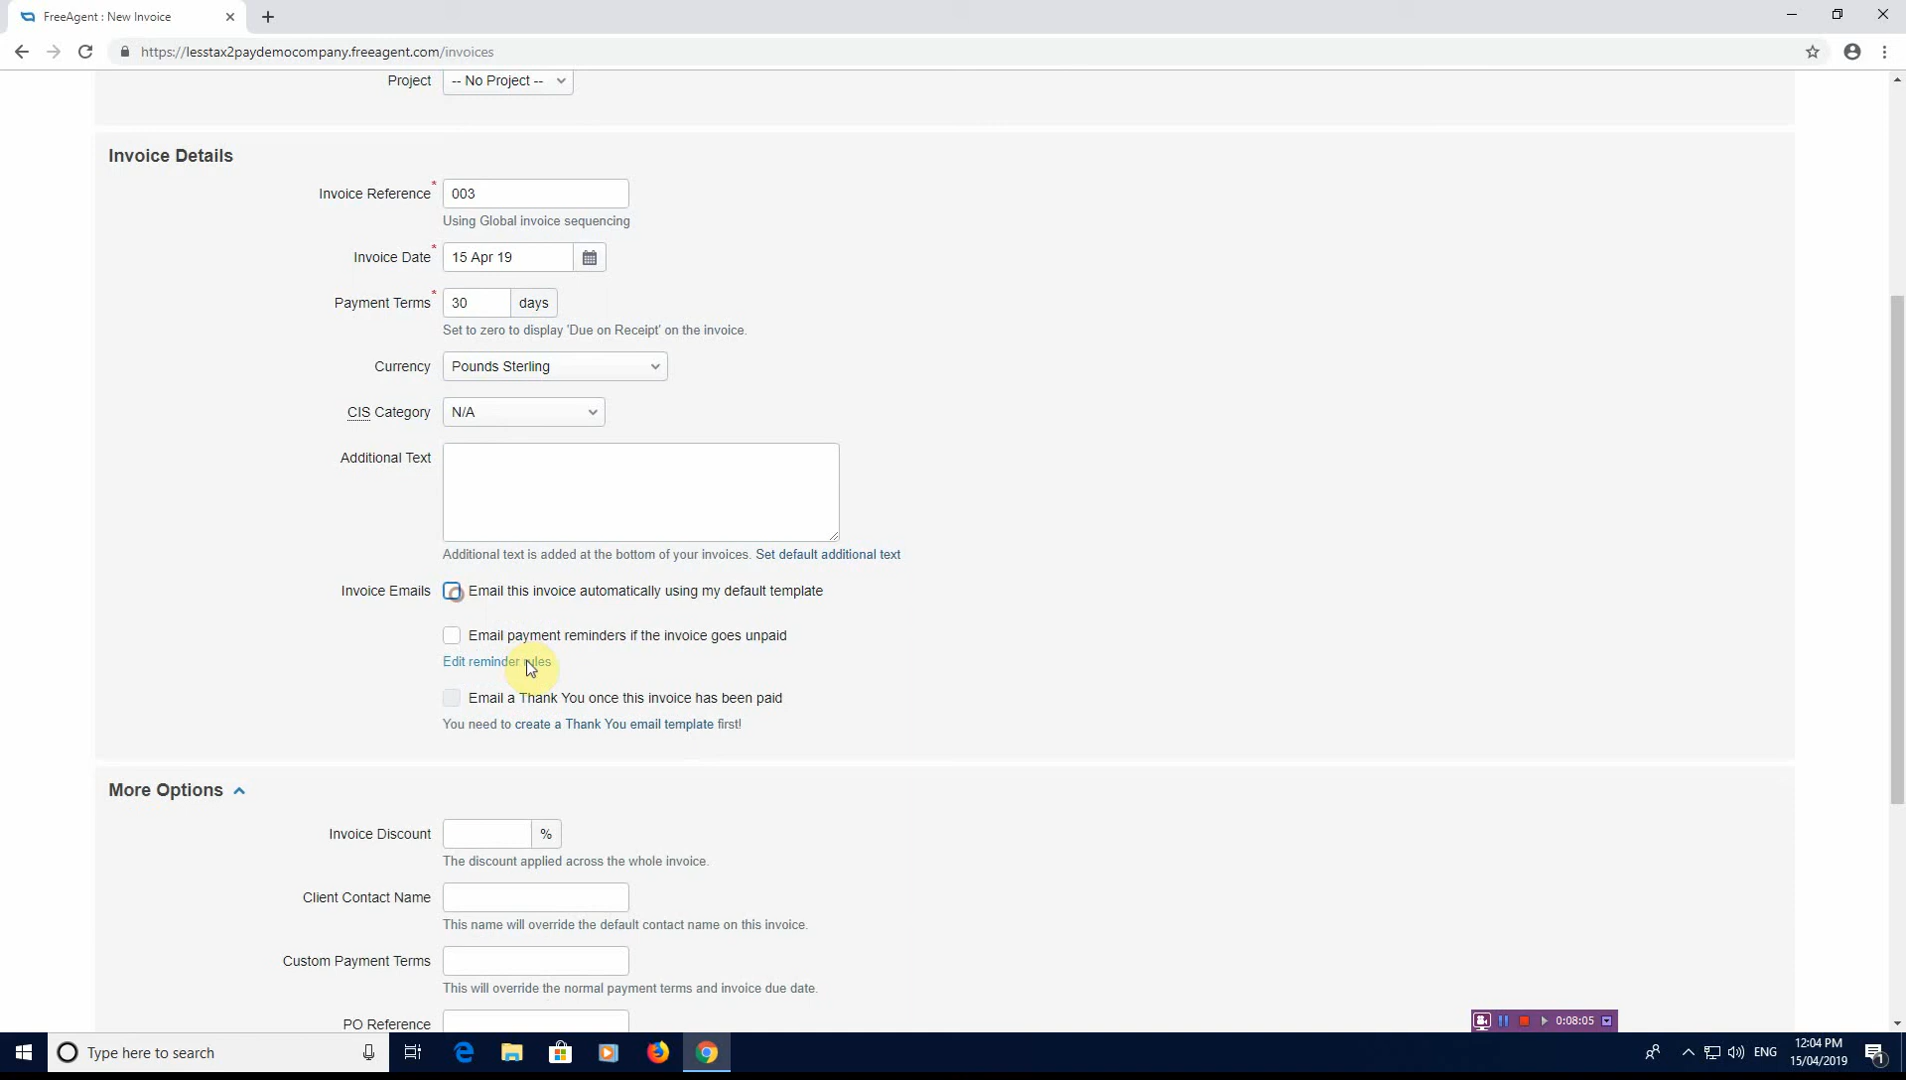 FreeAgent : New Invoice
https://lesstax2paydemocompany.freeagent.com/invoices
Project -- No Project --
Invoice Details
Invoice Reference * 003
Using Global invoice sequencing
Invoice Date * 15 Apr 19
Payment Terms * 30 days
Set to zero to display 'Due on Receipt' on the invoice.
Currency Pounds Sterling
CIS Category N/A
Additional Text
Additional text is added at the bottom of your invoices. Set default additional text
Invoice Emails Email this invoice automatically using my default template
Email payment reminders if the invoice goes unpaid
Edit reminder rules
Email a Thank You once this invoice has been paid
You need to create a Thank You email template first!
More Options
Invoice Discount %
The discount applied across the whole invoice.
Client Contact Name
This name will override the default contact name on this invoice.
Custom Payment Terms
This will override the normal payment terms and invoice due date.
PO Reference
0:08:05
Type here to search
ENG
12:04 PM
15/04/2019
1